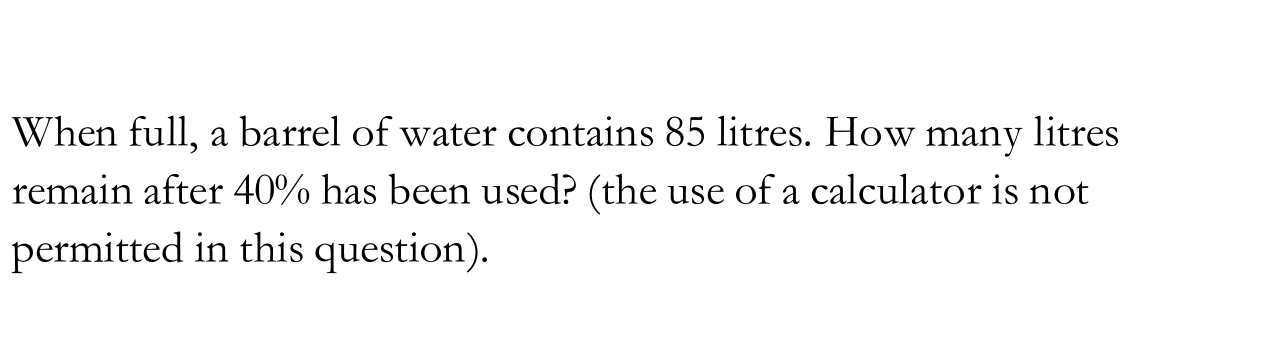 When full, a barrel of water contains 85 litres. How many litres
remain after 40% has been used? (the use of a calculator is not
permitted in this question).